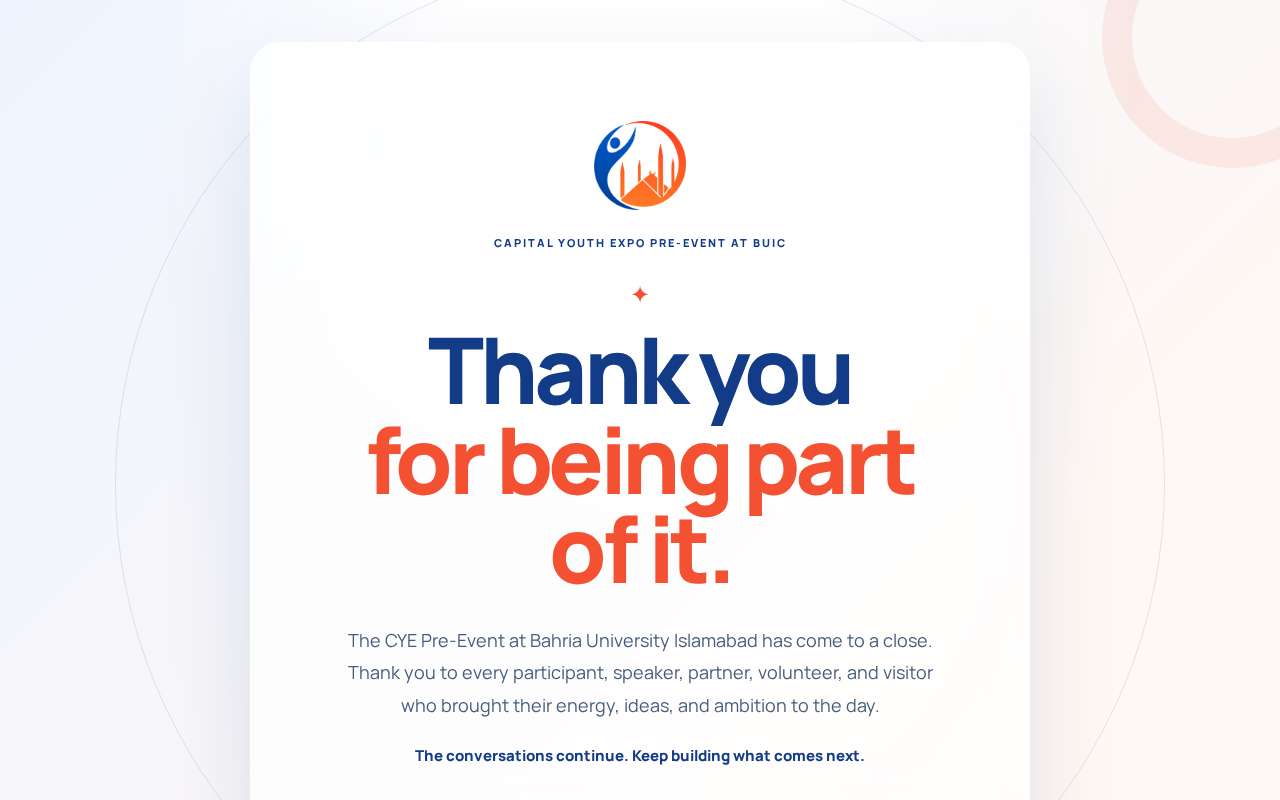 CAPITAL YOUTH EXPO PRE-EVENT AT BUIC
Thank you
for being part
of it.
The CYE Pre-Event at Bahria University Islamabad has come to a close.
Thank you to every participant, speaker, partner, volunteer, and visitor
who brought their energy, ideas, and ambition to the day.
The conversations continue. Keep building what comes next.